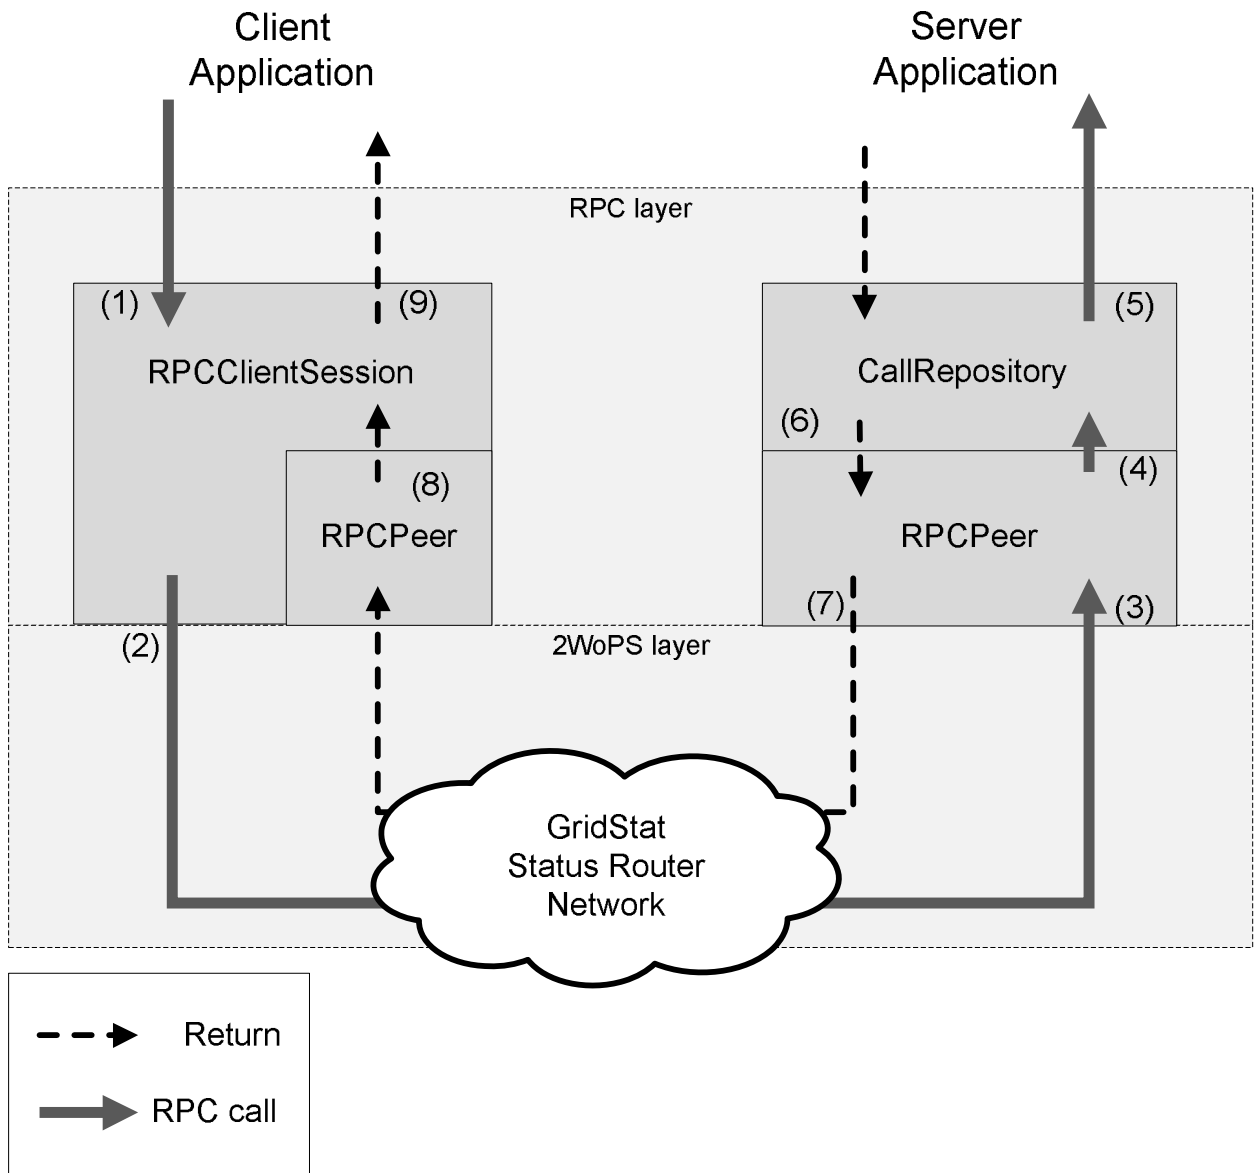 Client
Application
Server
Application
RPC layer
(1)
(9)
(5)
RPCClientSession
CallRepository
(6)
(4)
(8)
RPCPeer
RPCPeer
(7)
(3)
(2)
2WoPS layer
GridStat
Status Router
Network
Return
RPC call